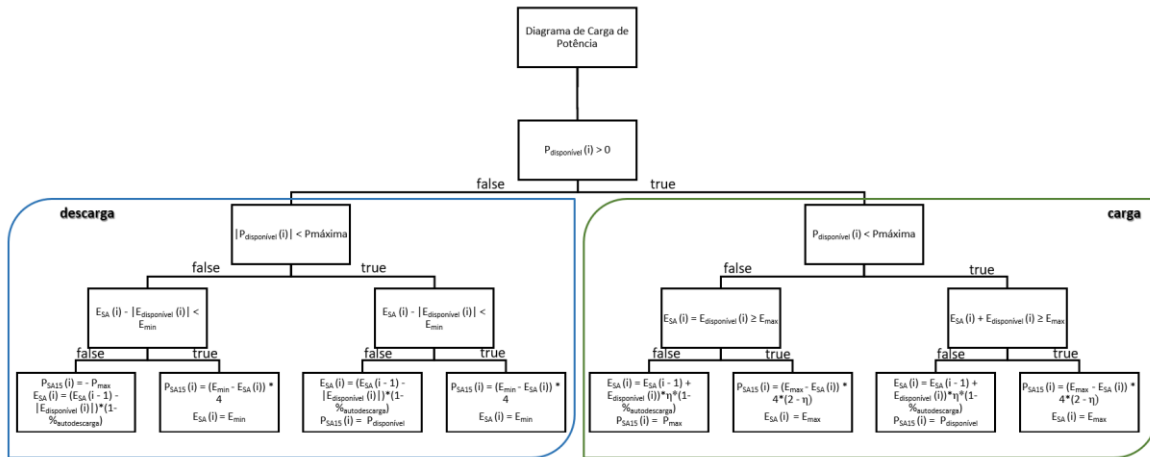 Diagrama de Carga de
Potência
Pdisponível (i) > 0
false
true
descarga
carga
|Pdisponível (i)| < Pmáxima
Pdisponível (i) < Pmáxima
false
true
false
true
ESA (i) - |Edisponível (i)| <
Emin
ESA (i) - |Edisponível (i)| <
Emin
ESA (i) = Edisponível (i) ≥ Emax
ESA (i) + Edisponível (i) ≥ Emax
false
true
false
true
false
true
false
true
PSA15 (i) = - Pmax
ESA (i) = (ESA (i - 1) -
|Edisponível (i)|)*(1-
%autodescarga)
PSA15 (i) = (Emin - ESA (i)) *
4
ESA (i) = Emin
ESA (i) = (ESA (i - 1) -
|Edisponível (i)|)*(1-
%autodescarga)
PSA15 (i) = Pdisponível
PSA15 (i) = (Emin - ESA (i)) *
4
ESA (i) = Emin
ESA (i) = ESA (i - 1) +
Edisponível (i))*η*(1-
%autodescarga)
PSA15 (i) = Pmax
PSA15 (i) = (Emax - ESA (i)) *
4*(2 - η)
ESA (i) = Emax
ESA (i) = ESA (i - 1) +
Edisponível (i))*η*(1-
%autodescarga)
PSA15 (i) = Pdisponível
PSA15 (i) = (Emax - ESA (i)) *
4*(2 - η)
ESA (i) = Emax